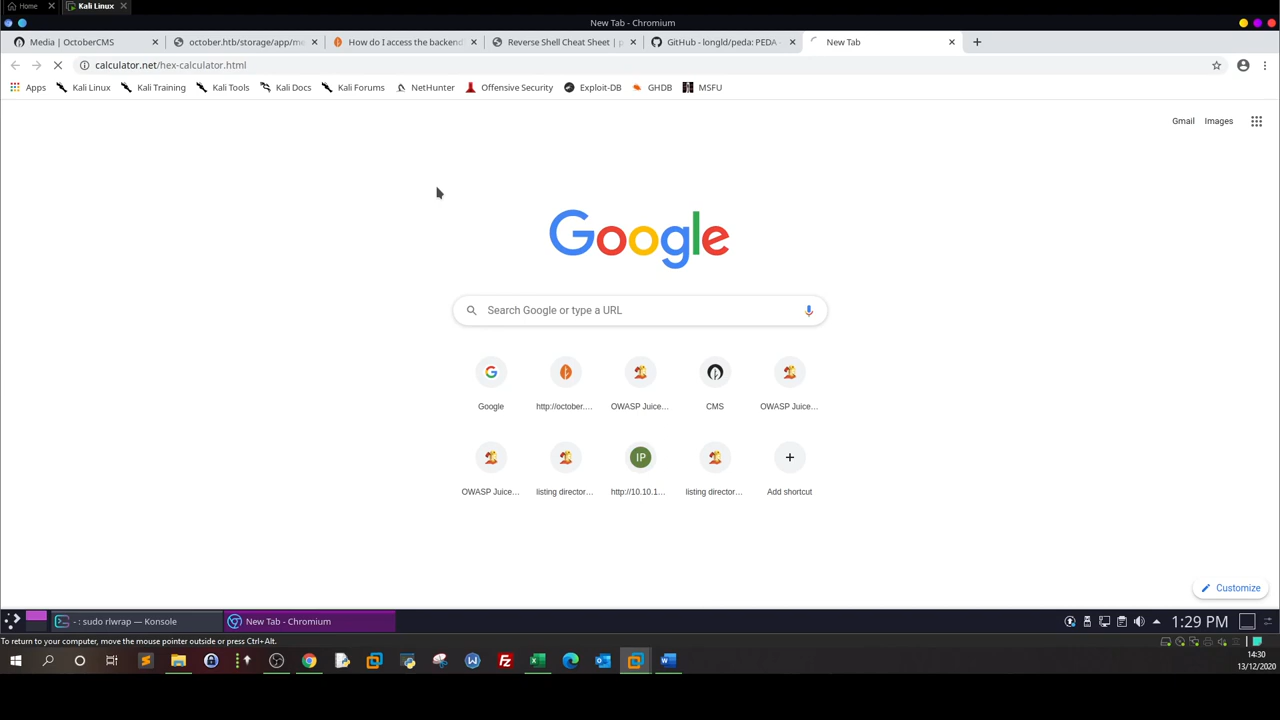 Home
Kali Linux
New Tab - Chromium
Media | OctoberCMS
october.htb/storage/app/me
How do I access the backend
Reverse Shell Cheat Sheet | p
GitHub - longld/peda: PEDA -
New Tab
calculator.net/hex-calculator.html
Apps
Kali Linux
Kali Training
Kali Tools
Kali Docs
Kali Forums
NetHunter
Offensive Security
Exploit-DB
GHDB
MSFU
Gmail
Images
Google
Search Google or type a URL
Google
http://october....
OWASP Juice...
CMS
OWASP Juice...
IP
OWASP Juice...
listing director...
http://10.10.1...
listing director...
Add shortcut
Customize
- : sudo rlwrap — Konsole
New Tab - Chromium
1:29 PM
To return to your computer, move the mouse pointer outside or press Ctrl+Alt.
14:30
13/12/2020